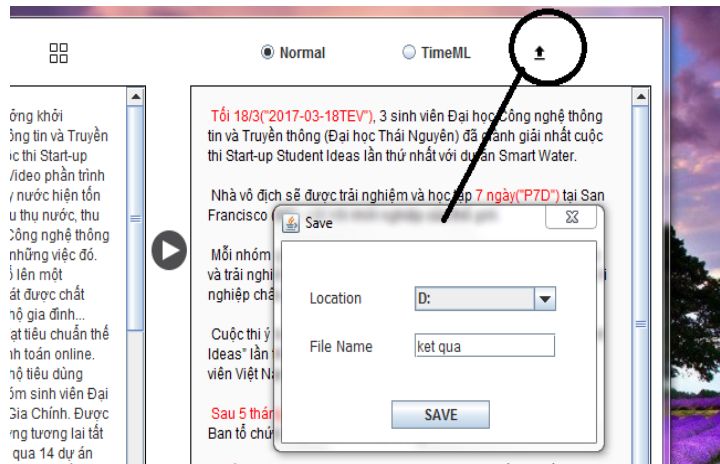 Normal
TimeML
ởng khởi
ông tin và Truyền
ộc thi Start-up
Video phần trình
y nước hiện tốn
u thụ nước, thu
Công nghệ thông
những việc đó.
ổ lên một
át được chất
hộ gia đình...
ạt tiêu chuẩn thế
nh toán online.
hộ tiêu dùng
óm sinh viên Đại
Gia Chính. Được
ng tương lai tất
qua 14 dự án
Tối 18/3("2017-03-18TEV"), 3 sinh viên Đại học Công nghệ thông
tin và Truyền thông (Đại học Thái Nguyên) đã giành giải nhất cuộc
thi Start-up Student Ideas lần thứ nhất với dự án Smart Water.
Nhà vô địch sẽ được trải nghiệm và học tập 7 ngày("P7D") tại San
Francisco
Mỗi nhóm
và trải nghi
nghiệp
Cuộc thi ý
Ideas" lần
viên Việt
Sau 5
Ban tổ
Save
Location
D:
File Name
ket qua
SAVE